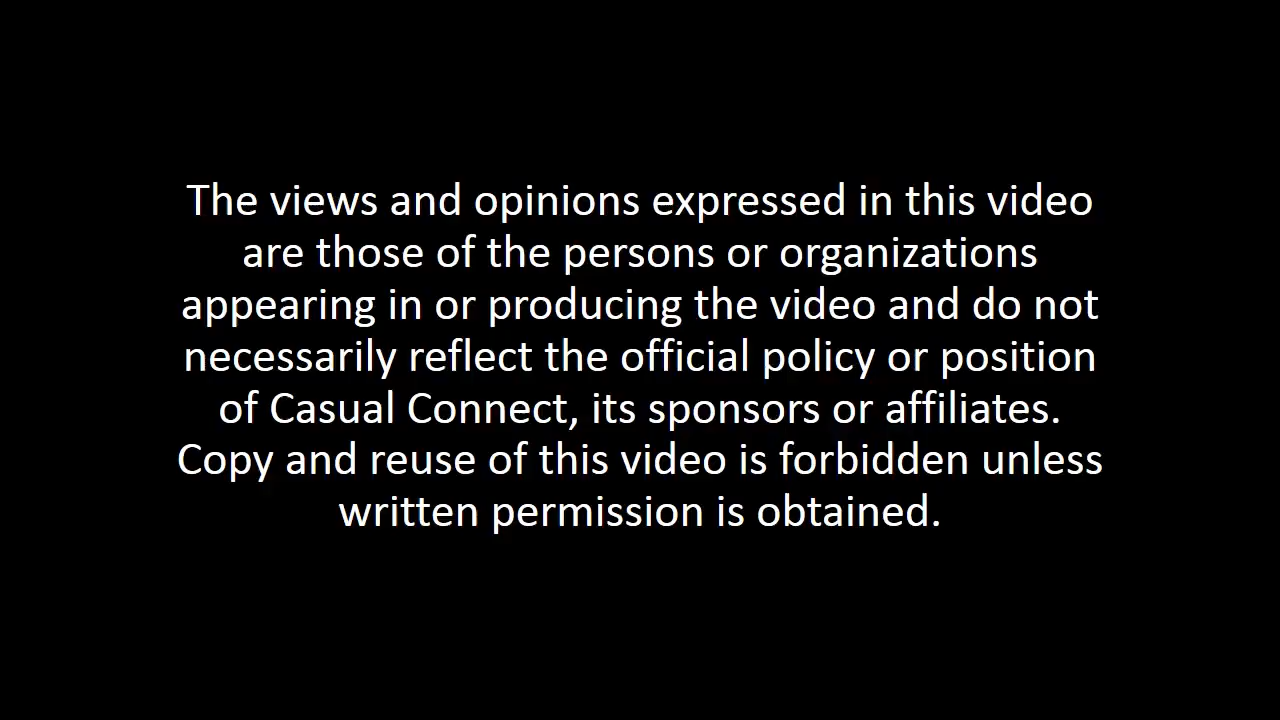 The views and opinions expressed in this video
are those of the persons or organizations
appearing in or producing the video and do not
necessarily reflect the official policy or position
of Casual Connect, its sponsors or affiliates.
Copy and reuse of this video is forbidden unless
written permission is obtained.